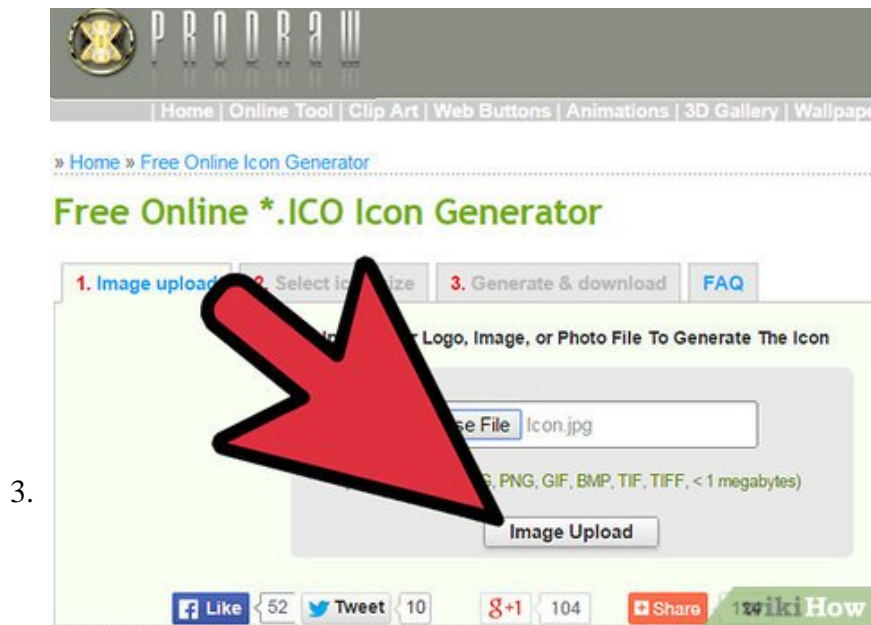 PRODRAW
| Home | Online Tool | Clip Art | Web Buttons | Animations | 3D Gallery | Wallpape
» Home » Free Online Icon Generator
Free Online *.ICO Icon Generator
1. Image upload 2. Select ize 3. Generate & download FAQ
Logo, Image, or Photo File To Generate The Icon
se File Icon.jpg
PNG, GIF, BMP, TIF, TIFF, < 1 megabytes)
3.
Image Upload
Like 52 Tweet 10 g+1 104 Share wikiHow